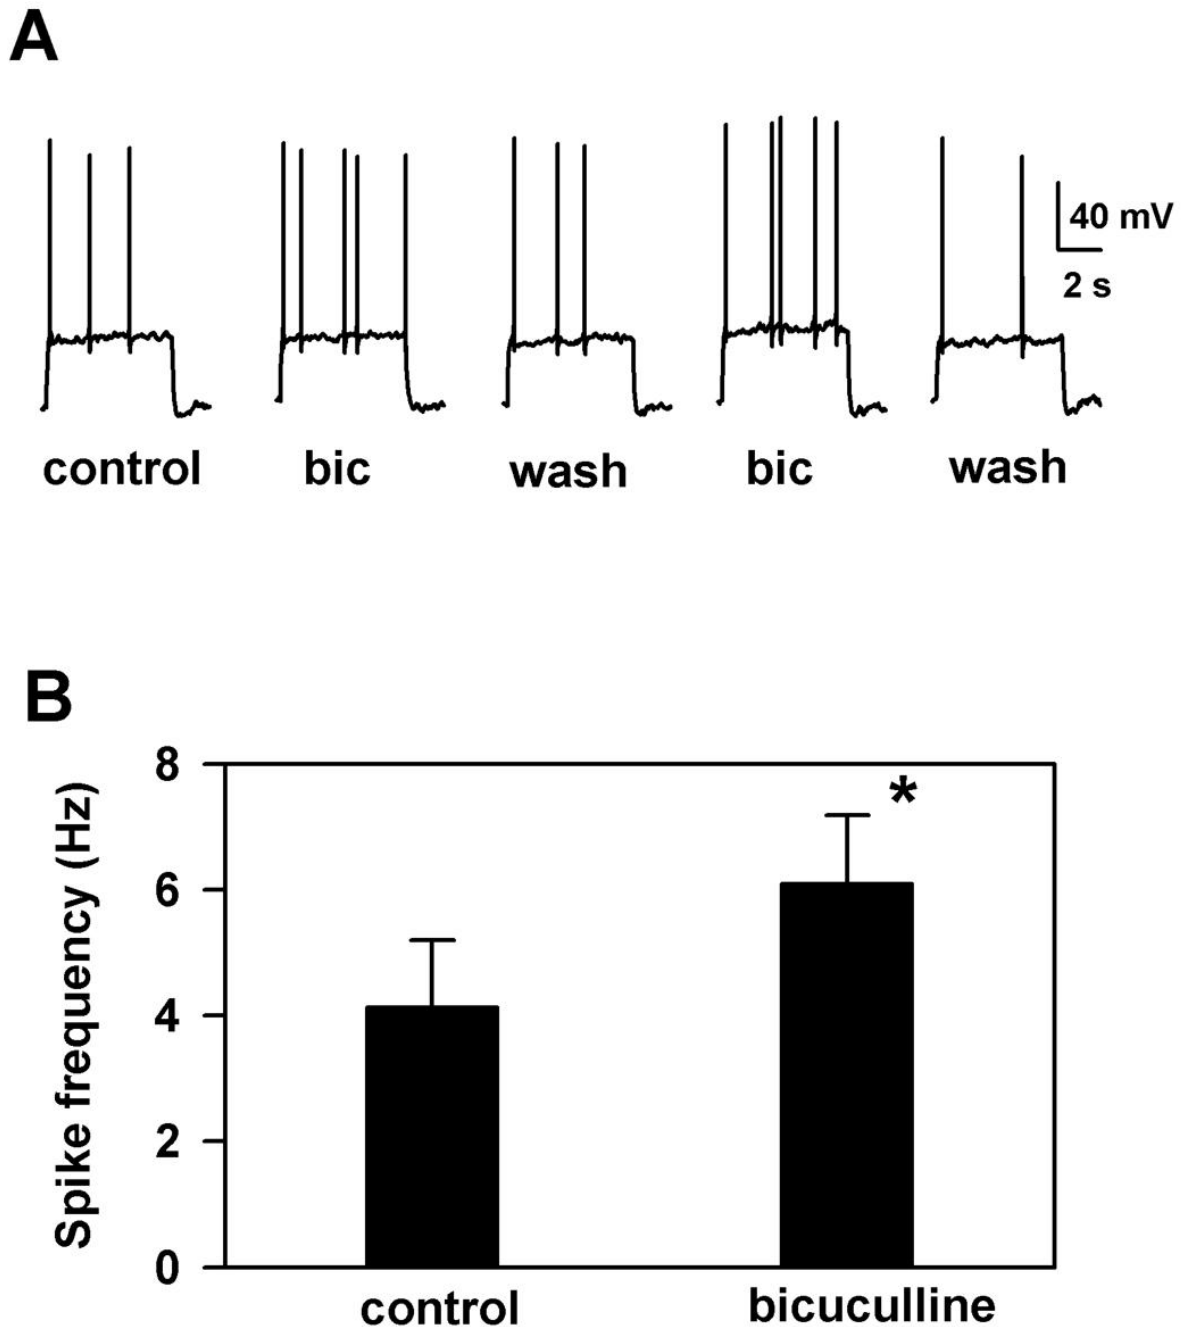 A
40 mV
2 s
control bic wash bic wash
B
8
*
6
4
2
0
Spike frequency (Hz)
control bicuculline